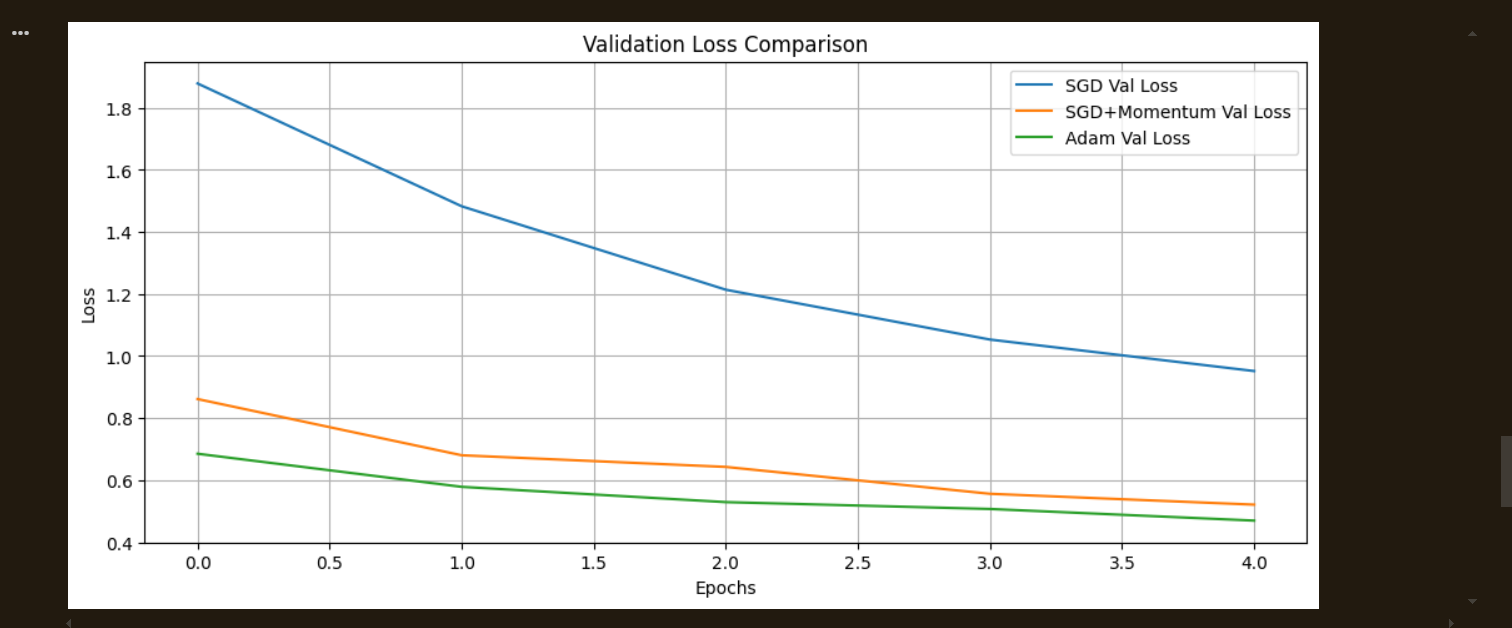 ...
Validation Loss Comparison
SGD Val Loss
SGD+Momentum Val Loss
Adam Val Loss
1.8
1.6
1.4
1.2
1.0
0.8
0.6
0.4
Loss
0.0 0.5 1.0 1.5 2.0 2.5 3.0 3.5 4.0
Epochs